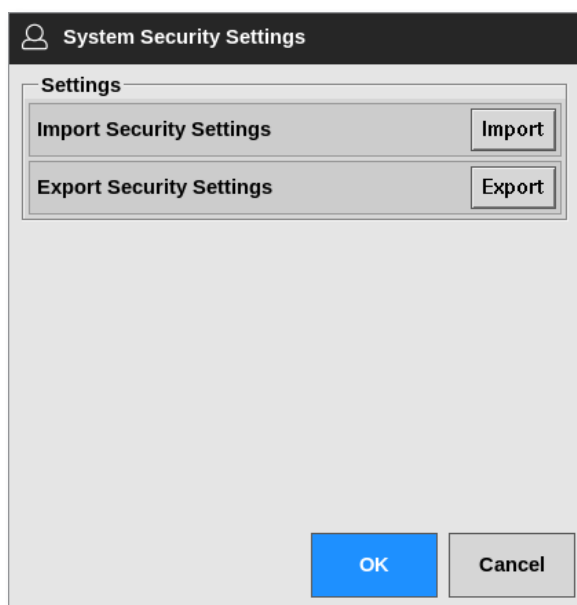 System Security Settings
Settings
Import Security Settings Import
Export Security Settings Export
OK Cancel